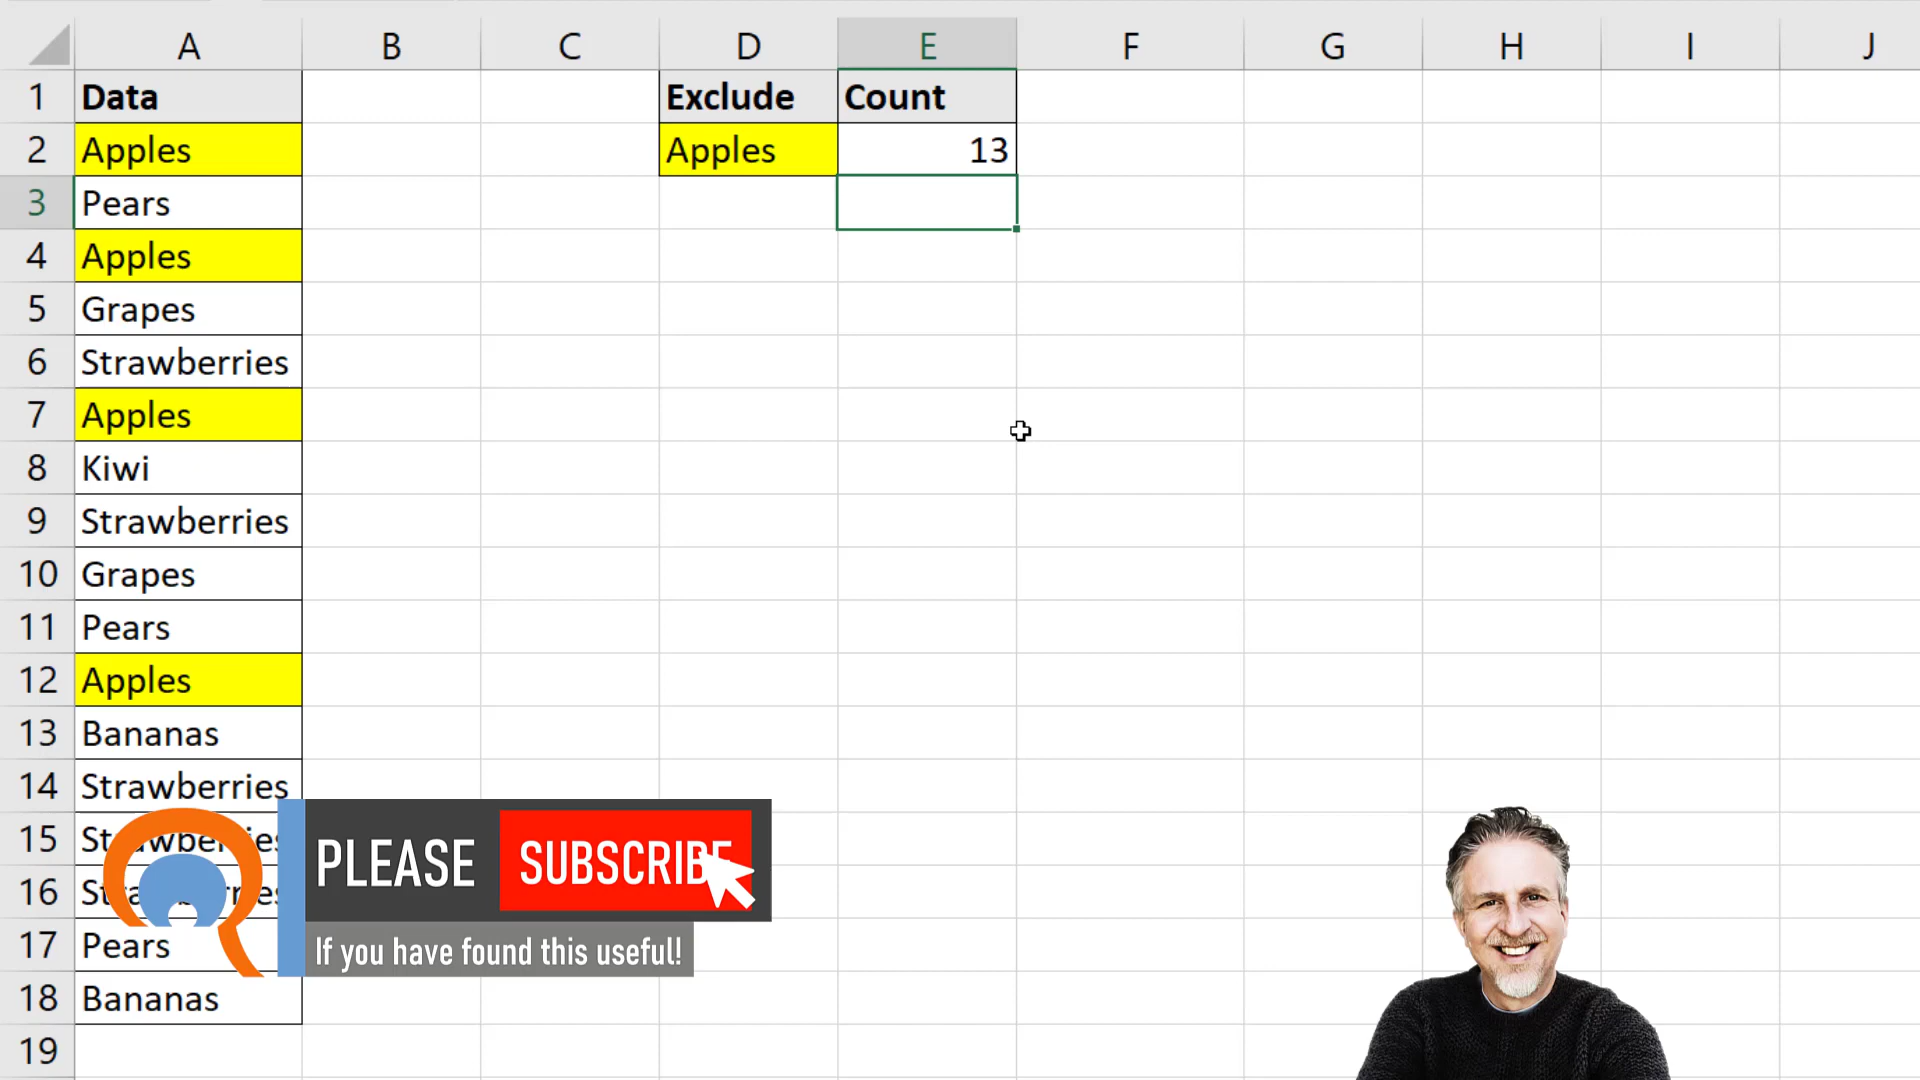 A B C D E F G H I J
1 Data Exclude Count
2 Apples Apples 13
3 Pears
4 Apples
5 Grapes
6 Strawberries
7 Apples
8 Kiwi
9 Strawberries
10 Grapes
11 Pears
12 Apples
13 Bananas
14 Strawberries
15 Strawberries
16 Strawberries
PLEASE SUBSCRIBE
17 Pears
If you have found this useful!
18 Bananas
19